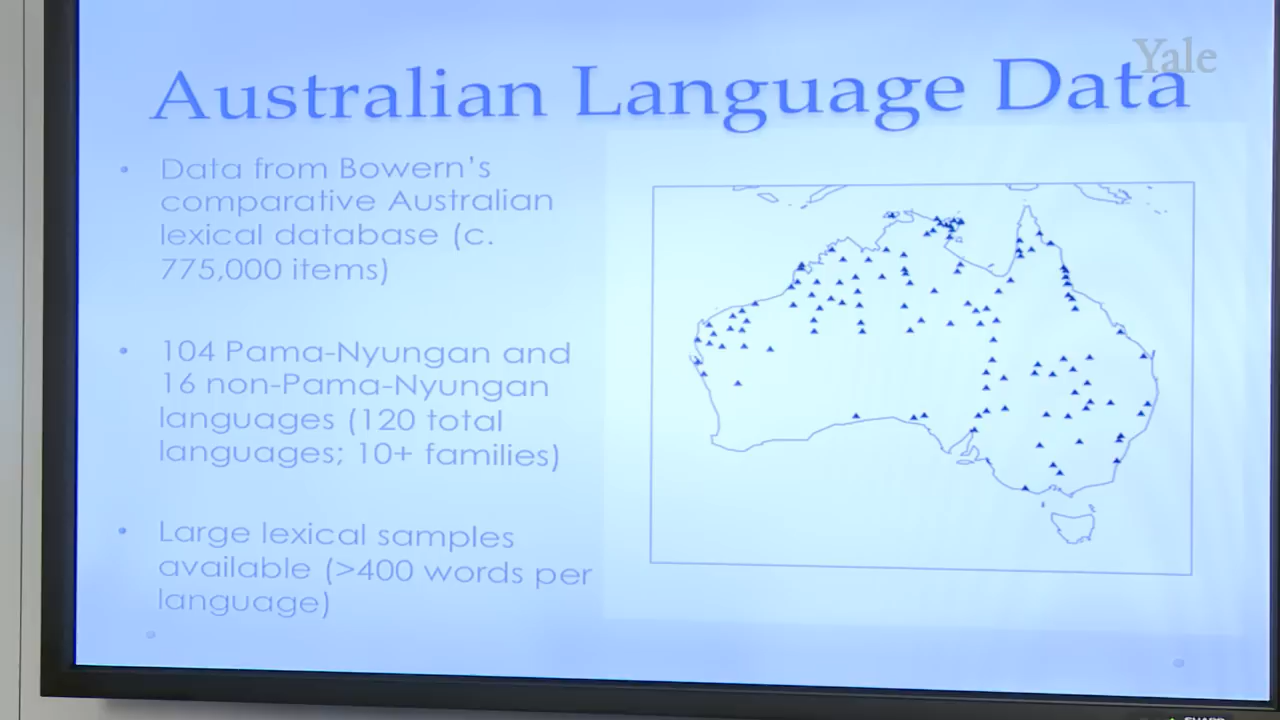 Yale
Australian Language Data
• Data from Bowern's
comparative Australian
lexical database (c.
775,000 items)
• 104 Pama-Nyungan and
16 non-Pama-Nyungan
languages (120 total
languages; 10+ families)
• Large lexical samples
available (>400 words per
language)
SHARP